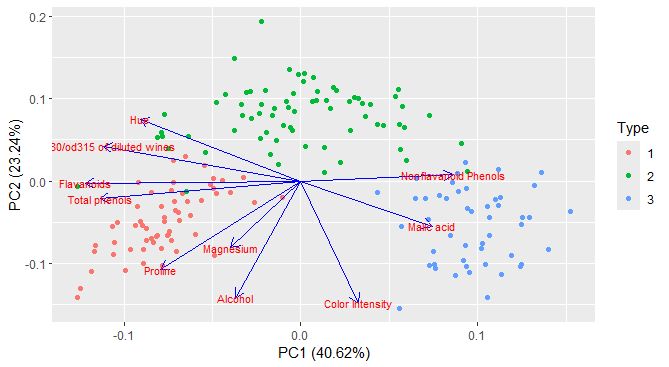 0.2
0.1
0.0
-0.1
PC2 (23.24%)
Hue
80/od315 of diluted wines
Flavanoids
Total phenols
Nonflavanoid Phenols
Malic acid
Magnesium
Proline
Alcohol
Color Intensity
-0.1
0.0
0.1
PC1 (40.62%)
Type
1
2
3